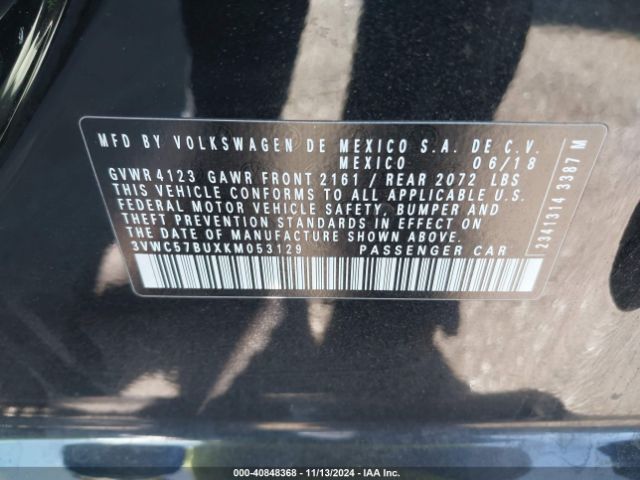 MFD BY VOLKSWAGEN DE MEXICO S.A. DE C.V.
MEXICO 06/18
GVWR 4123 GAWR FRONT 2161 / REAR 2072 LBS
THIS VEHICLE CONFORMS TO ALL APPLICABLE U.S.
FEDERAL MOTOR VEHICLE SAFETY, BUMPER AND
THEFT PREVENTION STANDARDS IN EFFECT ON
THE DATE OF MANUFACTURE SHOWN ABOVE.
3VWC57BUXKM053129 PASSENGER CAR
2341314 3387 M
000-40848368 - 11/13/2024 - IAA Inc.